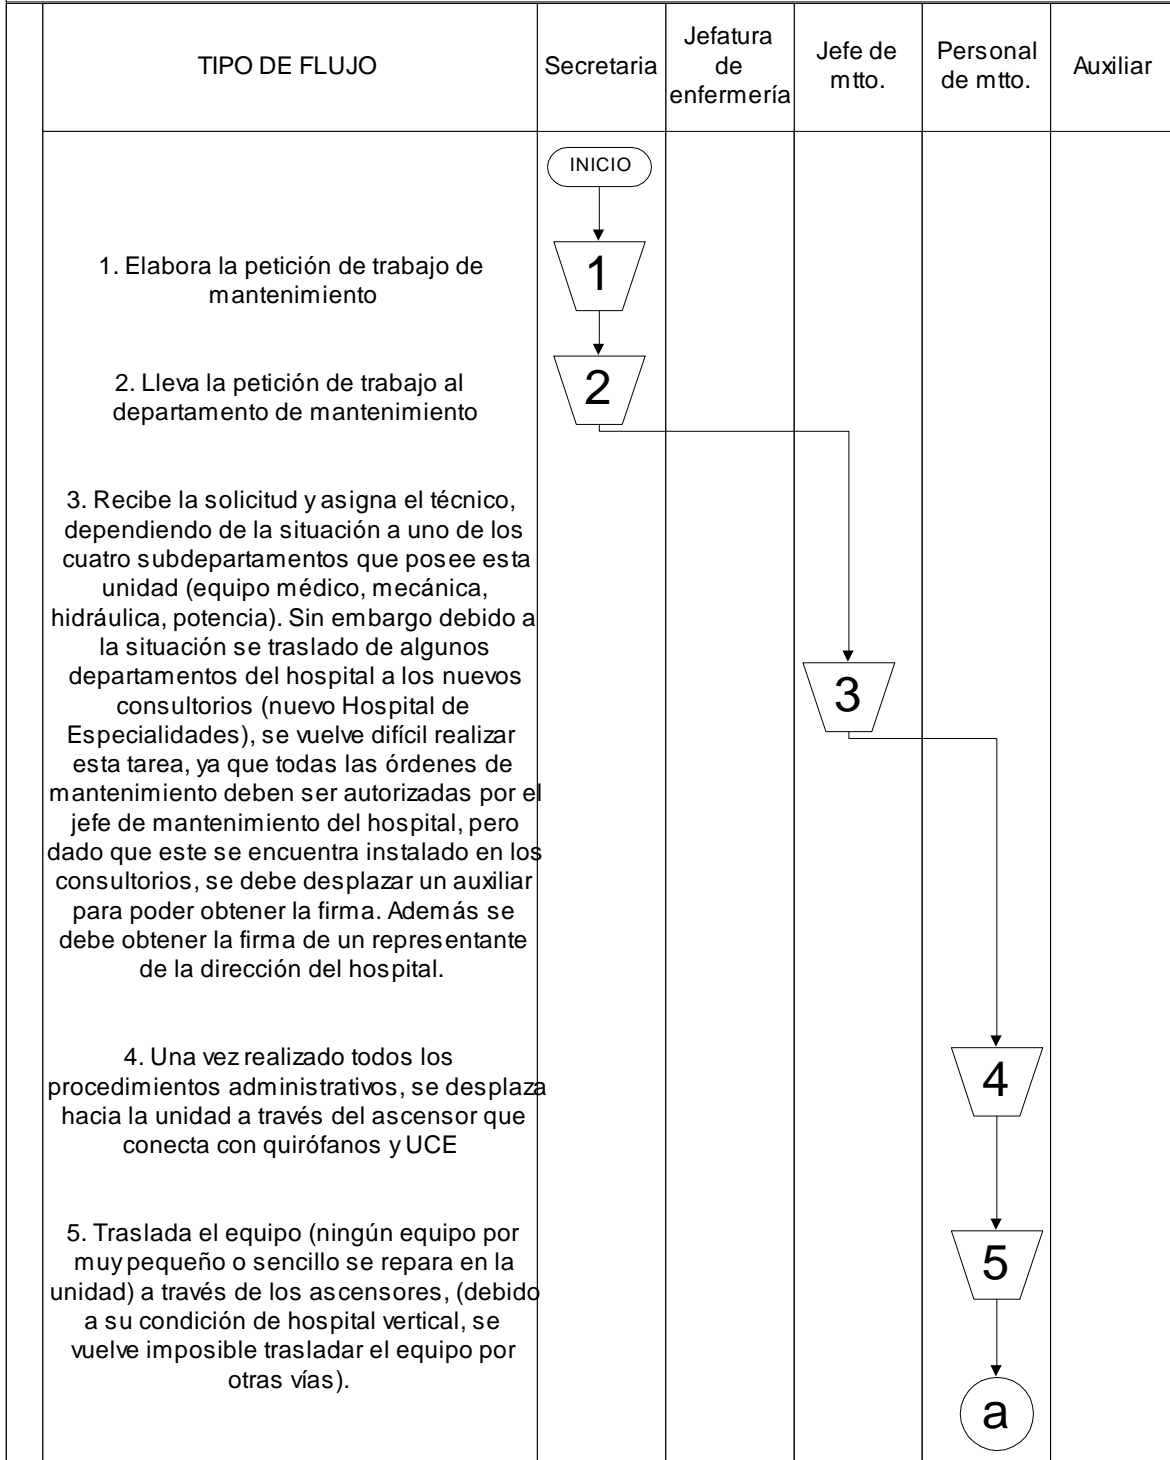 TIPO DE FLUJO
Secretaria
Jefatura
de
enfermería
Jefe de
mtto.
Personal
de mtto.
Auxiliar
INICIO
1. Elabora la petición de trabajo de
mantenimiento
1
2. Lleva la petición de trabajo al
departamento de mantenimiento
2
3. Recibe la solicitud y asigna el técnico,
dependiendo de la situación a uno de los
cuatro subdepartamentos que posee esta
unidad (equipo médico, mecánica,
hidráulica, potencia). Sin embargo debido a
la situación se traslado de algunos
departamentos del hospital a los nuevos
consultorios (nuevo Hospital de
Especialidades), se vuelve difícil realizar
esta tarea, ya que todas las órdenes de
mantenimiento deben ser autorizadas por el
jefe de mantenimiento del hospital, pero
dado que este se encuentra instalado en los
consultorios, se debe desplazar un auxiliar
para poder obtener la firma. Además se
debe obtener la firma de un representante
de la dirección del hospital.
3
4. Una vez realizado todos los
procedimientos administrativos, se desplaza
hacia la unidad a través del ascensor que
conecta con quirófanos y UCE
4
5. Traslada el equipo (ningún equipo por
muy pequeño o sencillo se repara en la
unidad) a través de los ascensores, (debido
a su condición de hospital vertical, se
vuelve imposible trasladar el equipo por
otras vías).
5
a